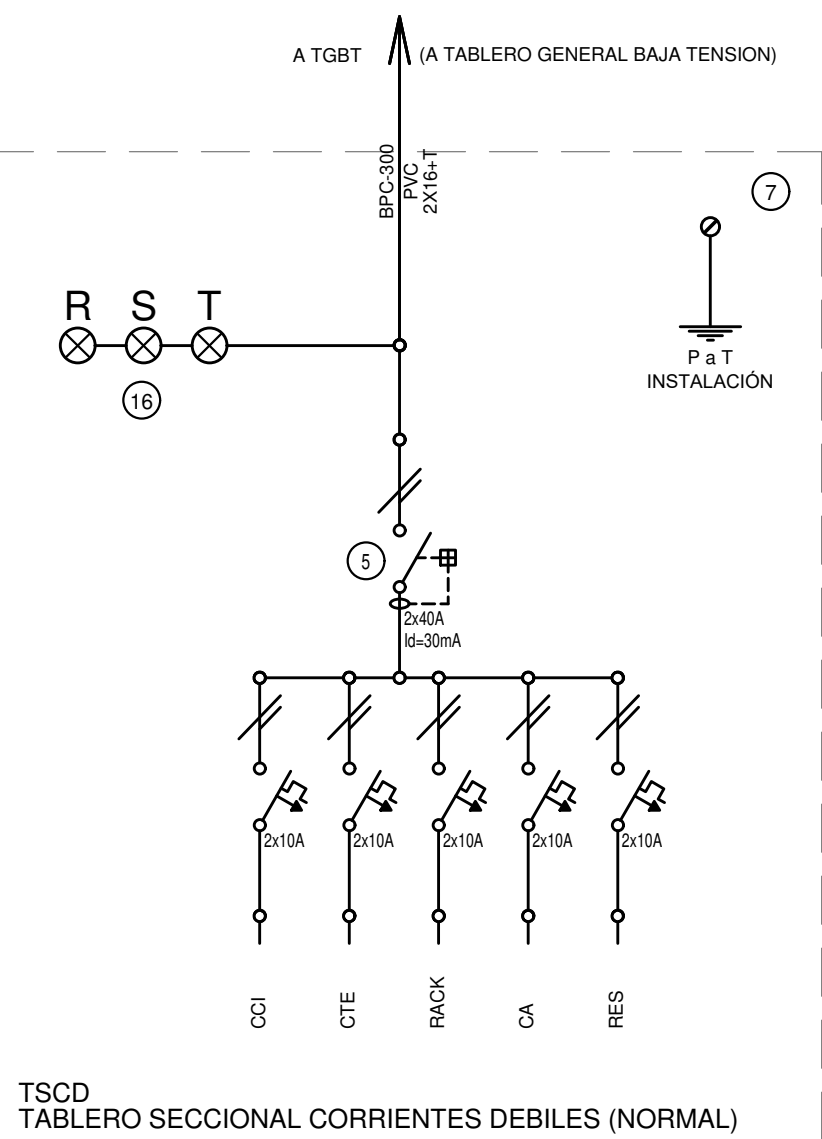 A TGBT (A TABLERO GENERAL BAJA TENSION)
BPC-300
PVC
2X16+T
7
R S T
16
P a T
INSTALACIÓN
5
2x40A
Id=30mA
2x10A 2x10A 2x10A 2x10A 2x10A
CCI CTE RACK CA RES
TSCD
TABLERO SECCIONAL CORRIENTES DEBILES (NORMAL)